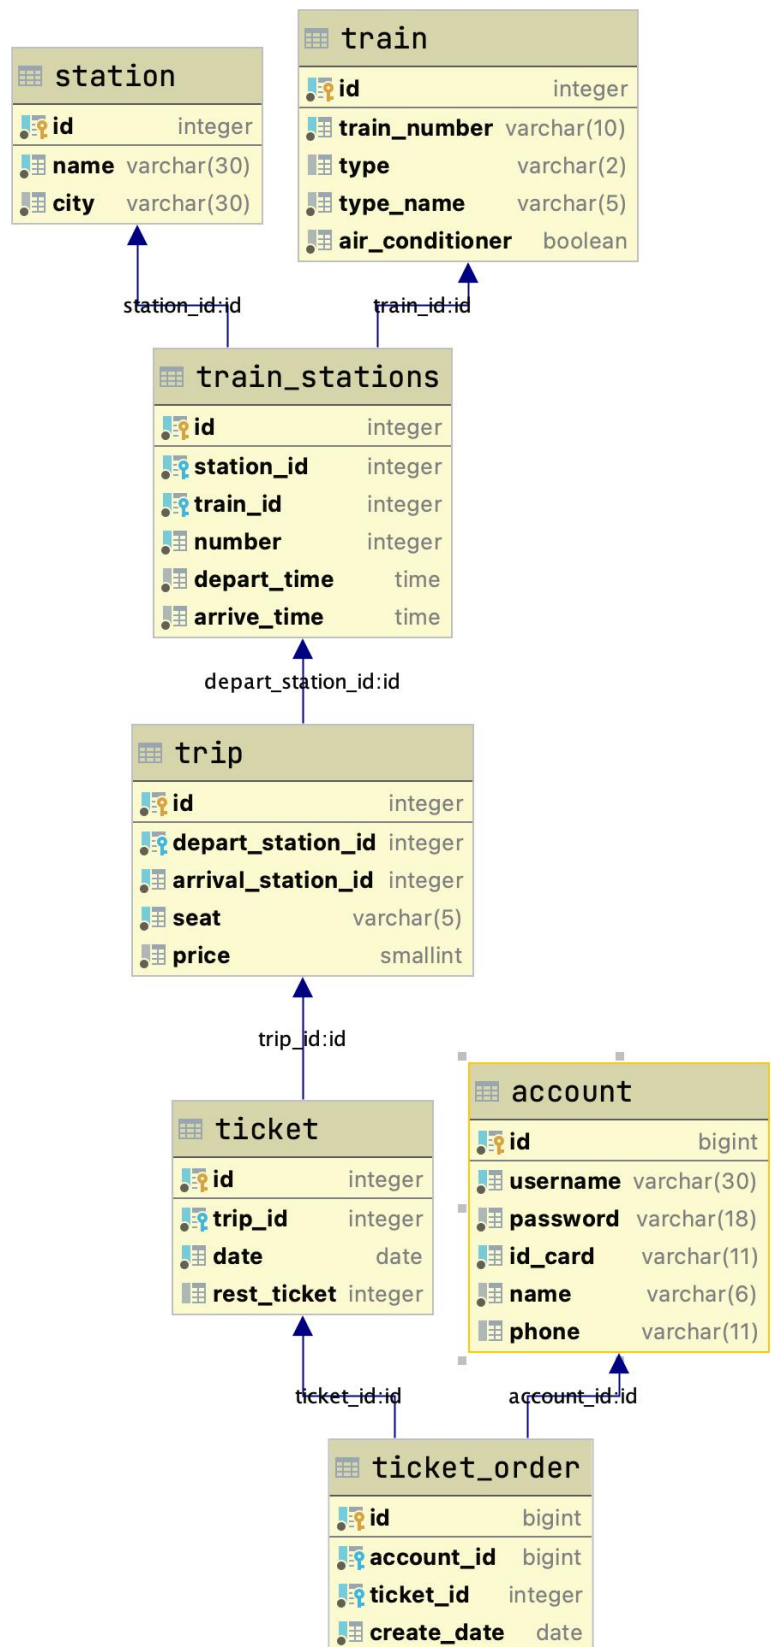 station
id integer
name varchar(30)
city varchar(30)
train
id integer
train_number varchar(10)
type varchar(2)
type_name varchar(5)
air_conditioner boolean
station_id:id
train_id:id
train_stations
id integer
station_id integer
train_id integer
number integer
depart_time time
arrive_time time
depart_station_id:id
trip
id integer
depart_station_id integer
arrival_station_id integer
seat varchar(5)
price smallint
trip_id:id
ticket
id integer
trip_id integer
date date
rest_ticket integer
account
id bigint
username varchar(30)
password varchar(18)
id_card varchar(11)
name varchar(6)
phone varchar(11)
ticket_id:id
account_id:id
ticket_order
id bigint
account_id bigint
ticket_id integer
create_date date